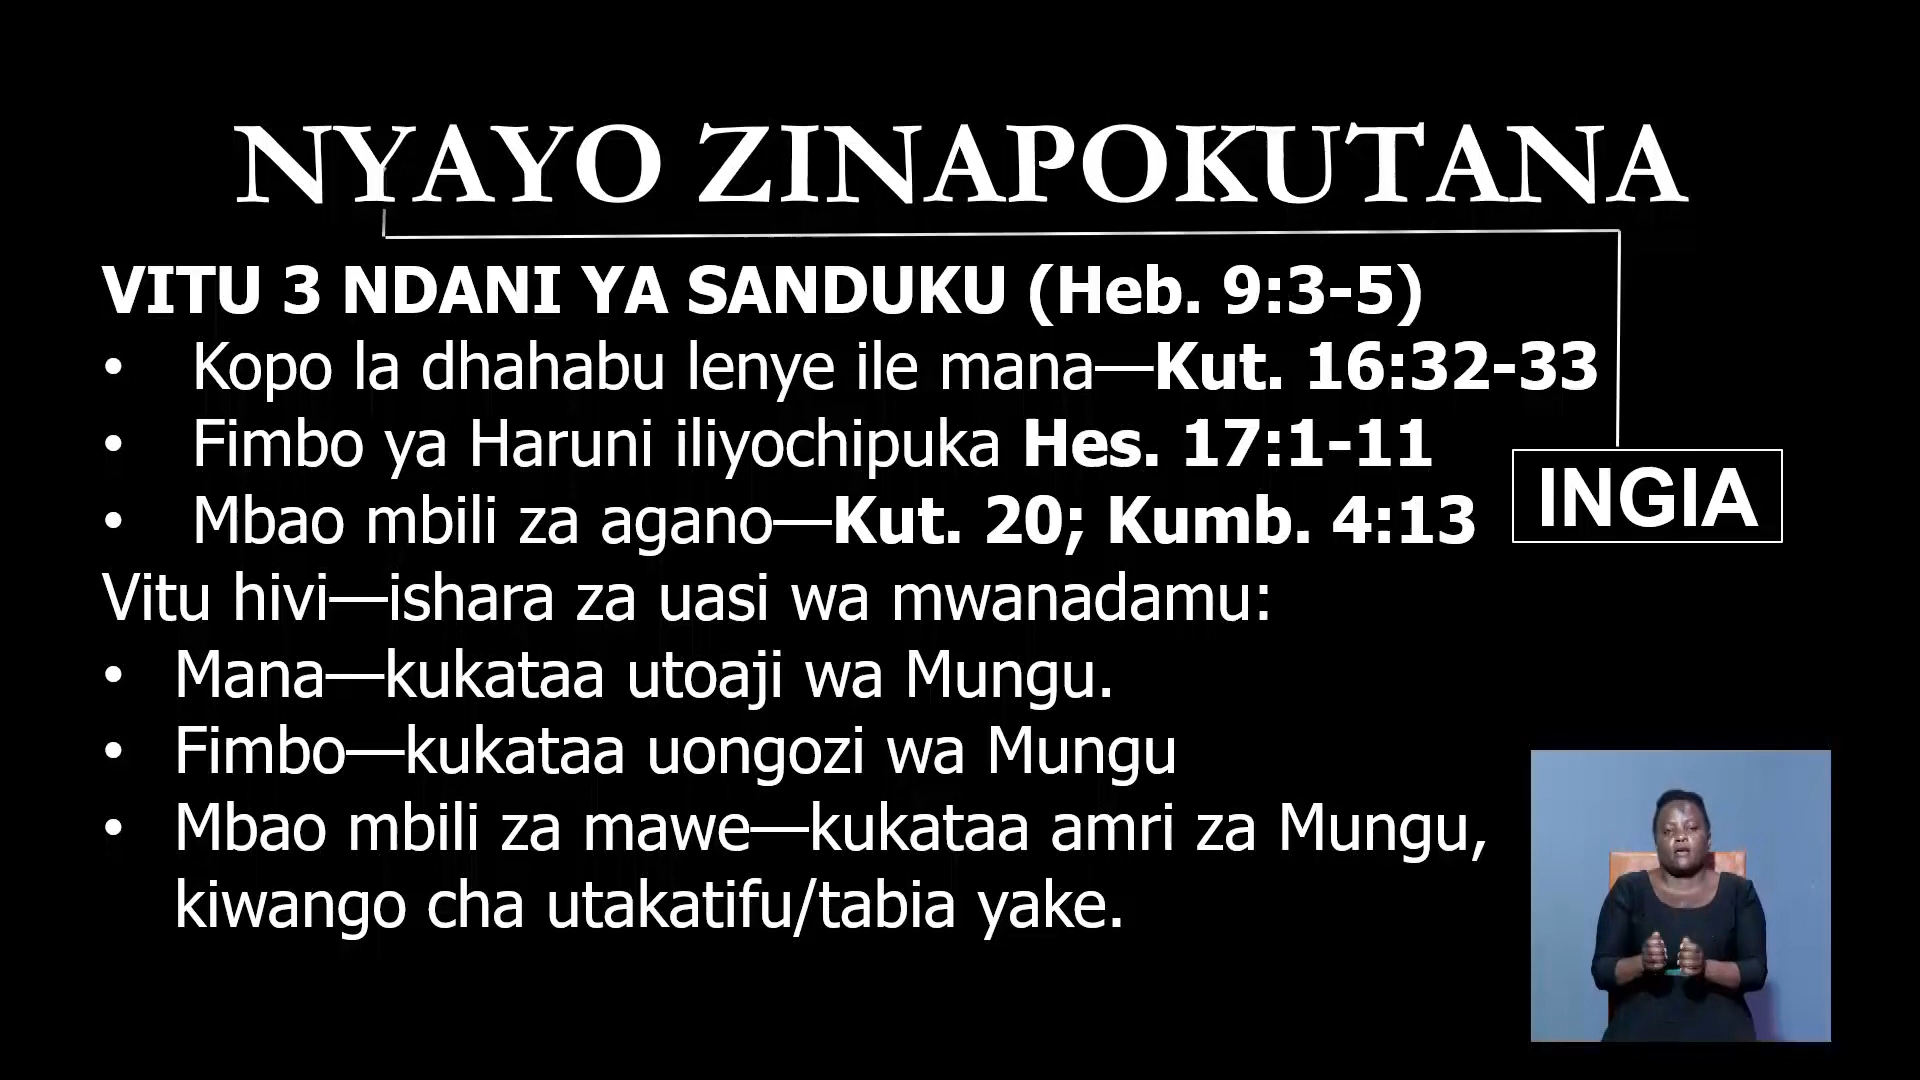 NYAYO ZINAPOKUTANA
VITU 3 NDANI YA SANDUKU (Heb. 9:3-5)
• Kopo la dhahabu lenye ile mana—Kut. 16:32-33
• Fimbo ya Haruni iliyochipuka Hes. 17:1-11
• Mbao mbili za agano—Kut. 20; Kumb. 4:13
INGIA
Vitu hivi—ishara za uasi wa mwanadamu:
• Mana—kukataa utoaji wa Mungu.
• Fimbo—kukataa uongozi wa Mungu
• Mbao mbili za mawe—kukataa amri za Mungu,
kiwango cha utakatifu/tabia yake.